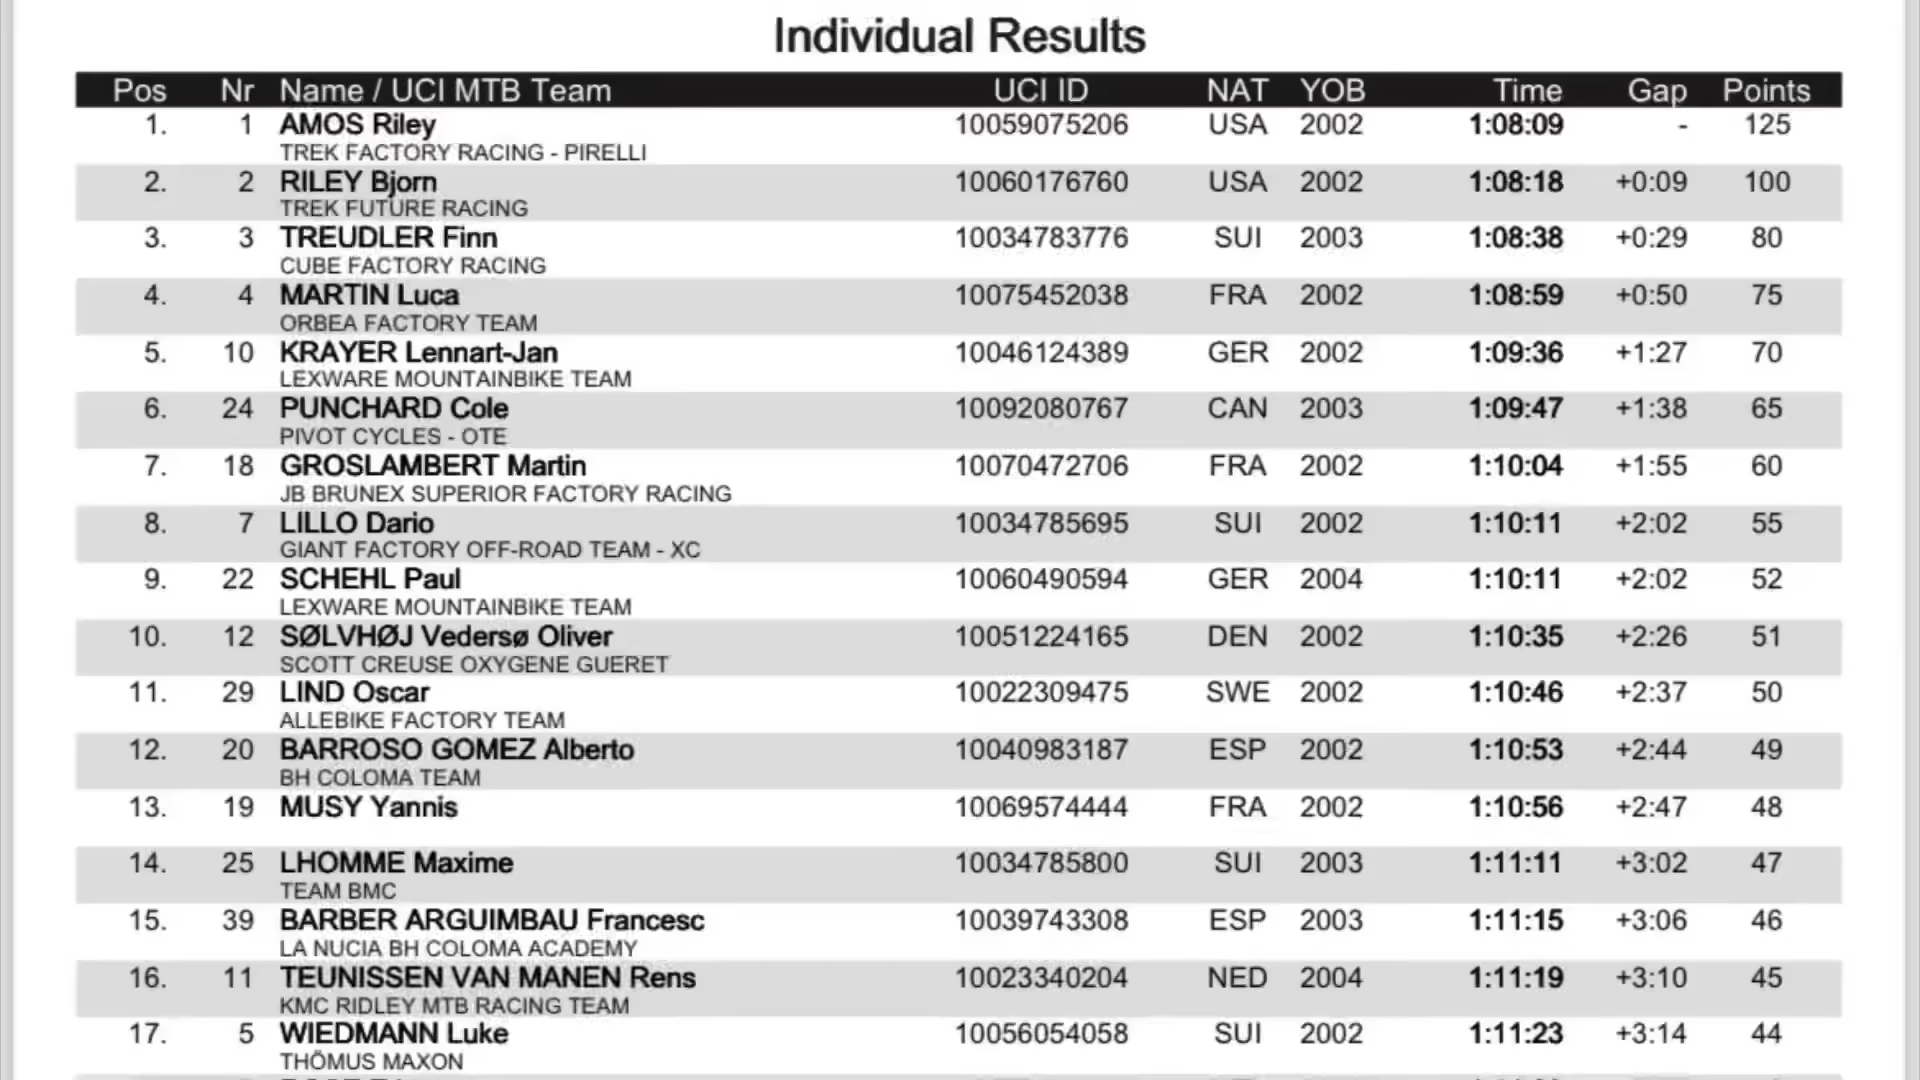 Individual Results
Pos Nr Name / UCI MTB Team UCI ID NAT YOB Time Gap Points
1. 1 AMOS Riley 10059075206 USA 2002 1:08:09 - 125
TREK FACTORY RACING - PIRELLI
2. 2 RILEY Bjorn 10060176760 USA 2002 1:08:18 +0:09 100
TREK FUTURE RACING
3. 3 TREUDLER Finn 10034783776 SUI 2003 1:08:38 +0:29 80
CUBE FACTORY RACING
4. 4 MARTIN Luca 10075452038 FRA 2002 1:08:59 +0:50 75
ORBEA FACTORY TEAM
5. 10 KRAYER Lennart-Jan 10046124389 GER 2002 1:09:36 +1:27 70
LEXWARE MOUNTAINBIKE TEAM
6. 24 PUNCHARD Cole 10092080767 CAN 2003 1:09:47 +1:38 65
PIVOT CYCLES - OTE
7. 18 GROSLAMBERT Martin 10070472706 FRA 2002 1:10:04 +1:55 60
JB BRUNEX SUPERIOR FACTORY RACING
8. 7 LILLO Dario 10034785695 SUI 2002 1:10:11 +2:02 55
GIANT FACTORY OFF-ROAD TEAM - XC
9. 22 SCHEHL Paul 10060490594 GER 2004 1:10:11 +2:02 52
LEXWARE MOUNTAINBIKE TEAM
10. 12 SØLVHØJ Vedersø Oliver 10051224165 DEN 2002 1:10:35 +2:26 51
SCOTT CREUSE OXYGENE GUERET
11. 29 LIND Oscar 10022309475 SWE 2002 1:10:46 +2:37 50
ALLEBIKE FACTORY TEAM
12. 20 BARROSO GOMEZ Alberto 10040983187 ESP 2002 1:10:53 +2:44 49
BH COLOMA TEAM
13. 19 MUSY Yannis 10069574444 FRA 2002 1:10:56 +2:47 48
14. 25 LHOMME Maxime 10034785800 SUI 2003 1:11:11 +3:02 47
TEAM BMC
15. 39 BARBER ARGUIMBAU Francesc 10039743308 ESP 2003 1:11:15 +3:06 46
LA NUCIA BH COLOMA ACADEMY
16. 11 TEUNISSEN VAN MANEN Rens 10023340204 NED 2004 1:11:19 +3:10 45
KMC RIDLEY MTB RACING TEAM
17. 5 WIEDMANN Luke 10056054058 SUI 2002 1:11:23 +3:14 44
THÖMUS MAXON